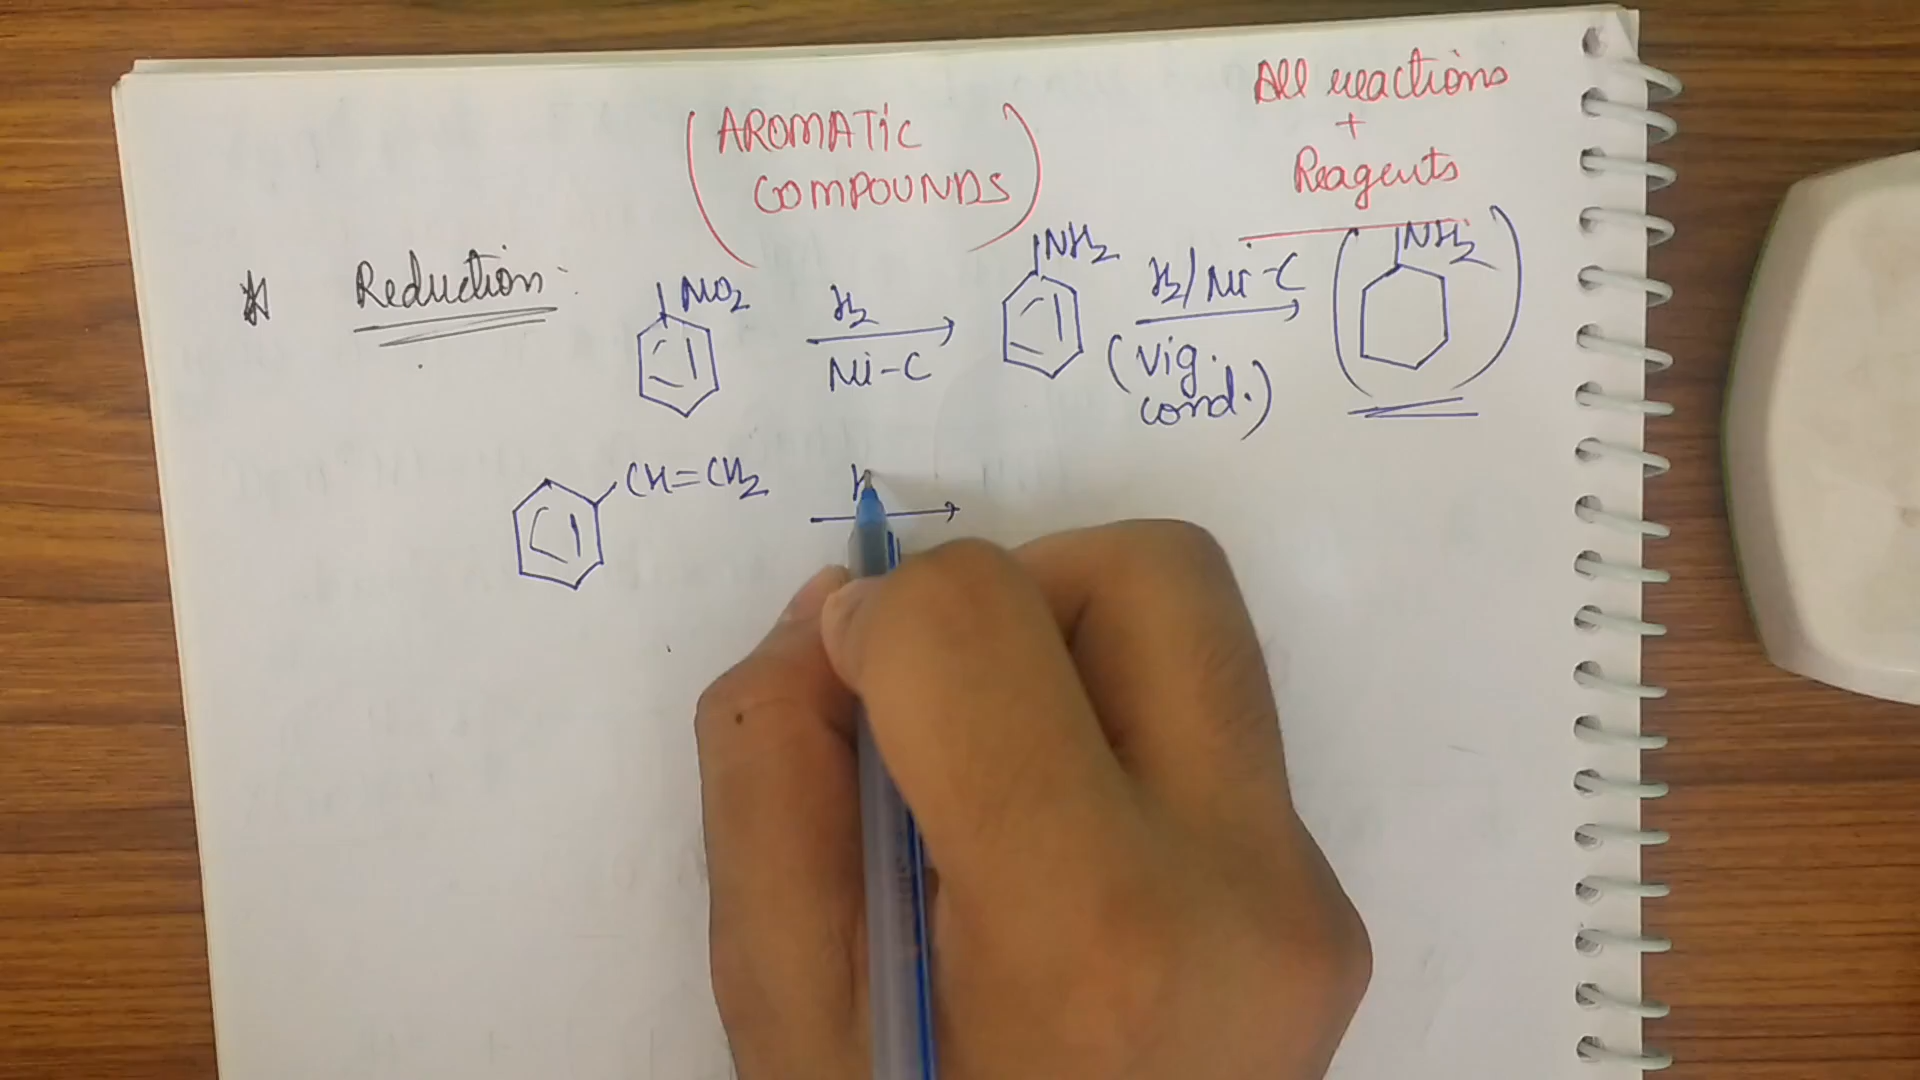 All reactions
+
Reagents
(AROMATIC
COMPOUNDS)
* Reduction:
NO2 H2 NH2 H2/Ni-C (NH2)
Ni-C (Vig.
cond.)
CH=CH2 H